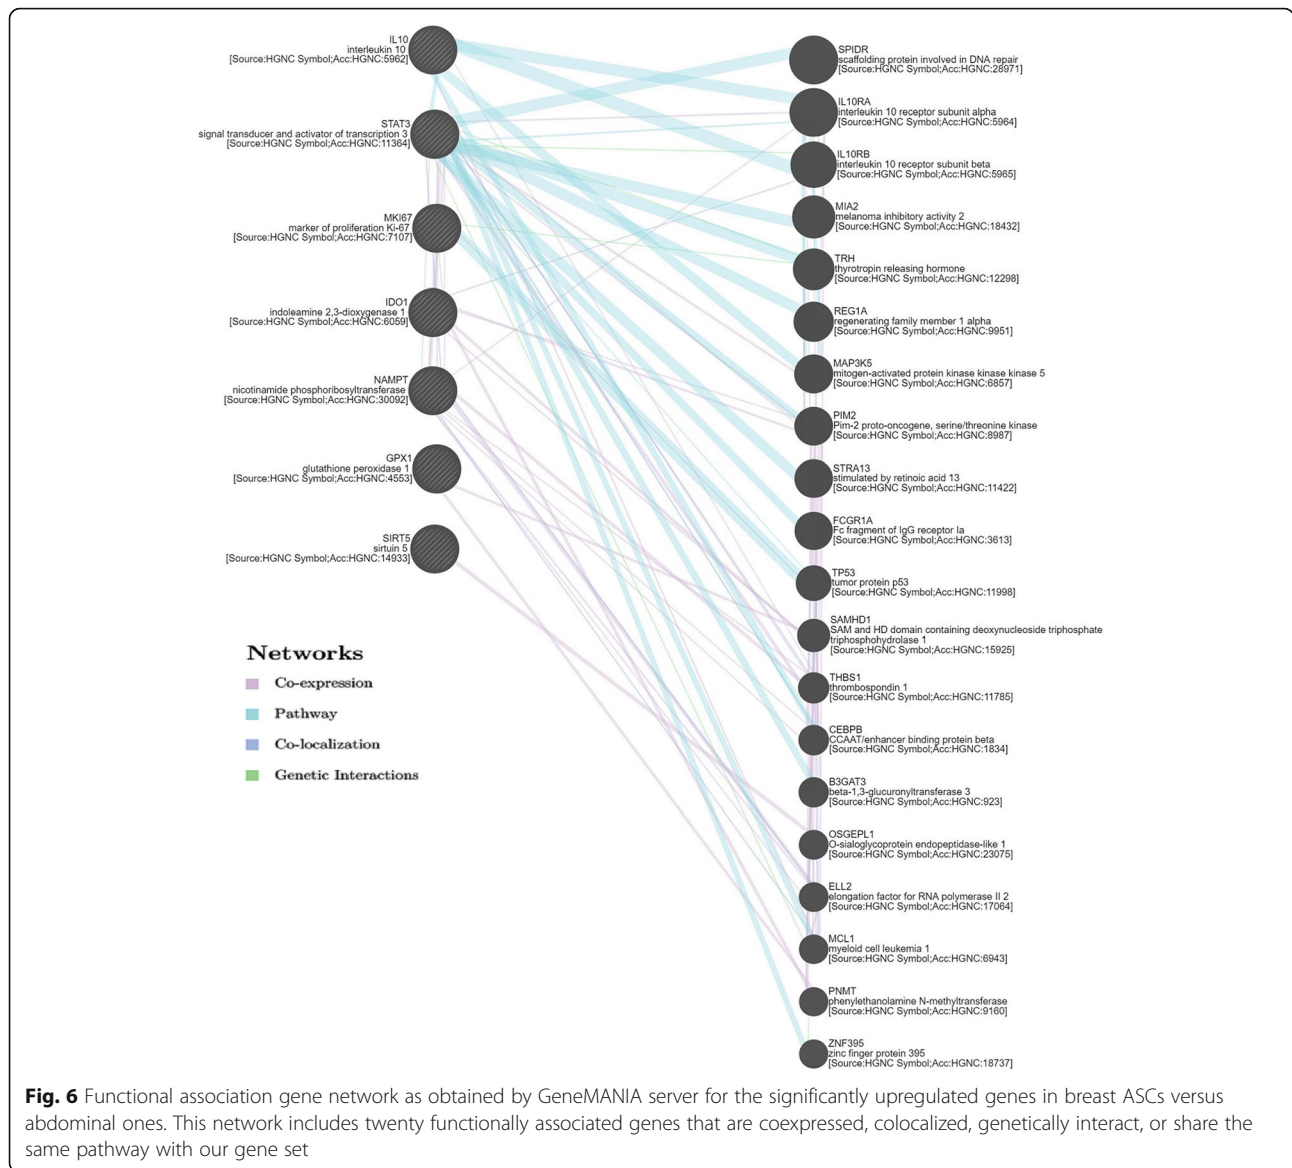 IL10
interleukin 10
[Source:HGNC Symbol;Acc:HGNC:5962]
STAT3
signal transducer and activator of transcription 3
[Source:HGNC Symbol;Acc:HGNC:11364]
MKI67
marker of proliferation Ki-67
[Source:HGNC Symbol;Acc:HGNC:7107]
IDO1
indoleamine 2,3-dioxygenase 1
[Source:HGNC Symbol;Acc:HGNC:6059]
NAMPT
nicotinamide phosphoribosyltransferase
[Source:HGNC Symbol;Acc:HGNC:30092]
GPX1
glutathione peroxidase 1
[Source:HGNC Symbol;Acc:HGNC:4553]
SIRT5
sirtuin 5
[Source:HGNC Symbol;Acc:HGNC:14933]
Networks
Co-expression
Pathway
Co-localization
Genetic Interactions
SPIDR
scaffolding protein involved in DNA repair
[Source:HGNC Symbol;Acc:HGNC:28971]
IL10RA
interleukin 10 receptor subunit alpha
[Source:HGNC Symbol;Acc:HGNC:5964]
IL10RB
interleukin 10 receptor subunit beta
[Source:HGNC Symbol;Acc:HGNC:5965]
MIA2
melanoma inhibitory activity 2
[Source:HGNC Symbol;Acc:HGNC:18432]
TRH
thyrotropin releasing hormone
[Source:HGNC Symbol;Acc:HGNC:12298]
REG1A
regenerating family member 1 alpha
[Source:HGNC Symbol;Acc:HGNC:9951]
MAP3K5
mitogen-activated protein kinase kinase kinase 5
[Source:HGNC Symbol;Acc:HGNC:6857]
PIM2
Pim-2 proto-oncogene, serine/threonine kinase
[Source:HGNC Symbol;Acc:HGNC:8987]
STRA13
stimulated by retinoic acid 13
[Source:HGNC Symbol;Acc:HGNC:11422]
FCGR1A
Fc fragment of IgG receptor Ia
[Source:HGNC Symbol;Acc:HGNC:3613]
TP53
tumor protein p53
[Source:HGNC Symbol;Acc:HGNC:11998]
SAMHD1
SAM and HD domain containing deoxynucleoside triphosphate
triphosphohydrolase 1
[Source:HGNC Symbol;Acc:HGNC:15925]
THBS1
thrombospondin 1
[Source:HGNC Symbol;Acc:HGNC:11785]
CEBPB
CCAAT/enhancer binding protein beta
[Source:HGNC Symbol;Acc:HGNC:1834]
B3GAT3
beta-1,3-glucuronyltransferase 3
[Source:HGNC Symbol;Acc:HGNC:923]
OSGEPL1
O-sialoglycoprotein endopeptidase-like 1
[Source:HGNC Symbol;Acc:HGNC:23075]
ELL2
elongation factor for RNA polymerase II 2
[Source:HGNC Symbol;Acc:HGNC:17064]
MCL1
myeloid cell leukemia 1
[Source:HGNC Symbol;Acc:HGNC:6943]
PNMT
phenylethanolamine N-methyltransferase
[Source:HGNC Symbol;Acc:HGNC:9160]
ZNF395
zinc finger protein 395
[Source:HGNC Symbol;Acc:HGNC:18737]
Fig. 6 Functional association gene network as obtained by GeneMANIA server for the significantly upregulated genes in breast ASCs versus
abdominal ones. This network includes twenty functionally associated genes that are coexpressed, colocalized, genetically interact, or share the
same pathway with our gene set